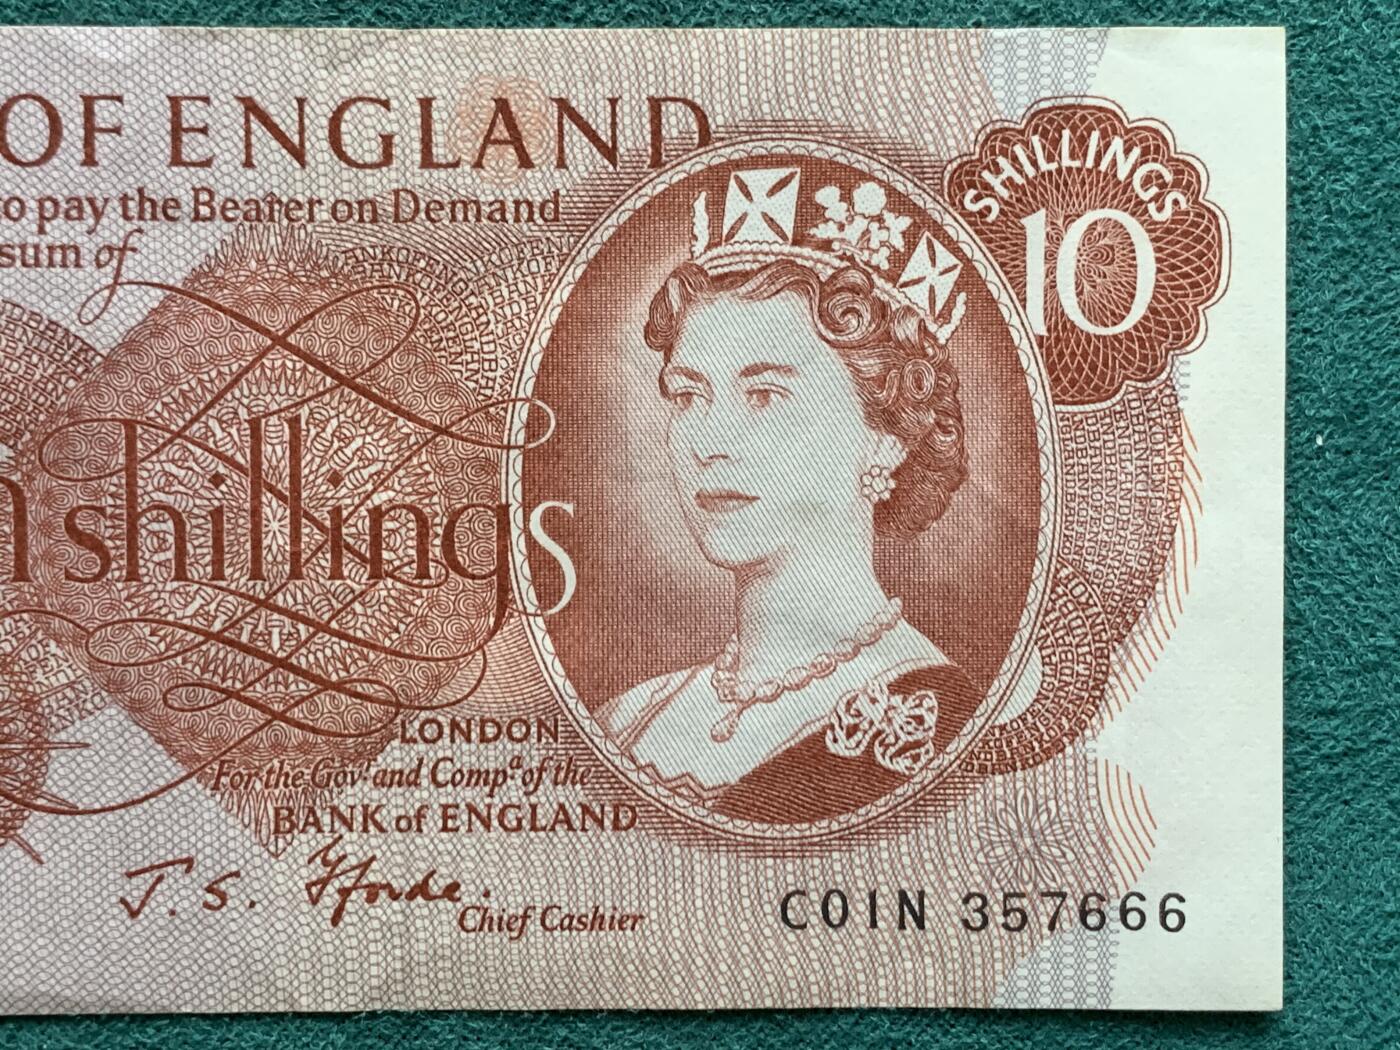 OF ENGLAND
to pay the Bearer on Demand
sum of
shillings
SHILLINGS
10
LONDON
For the Govr and Compa of the
BANK of ENGLAND
J. S. Fforde.
Chief Cashier
C01N 357666